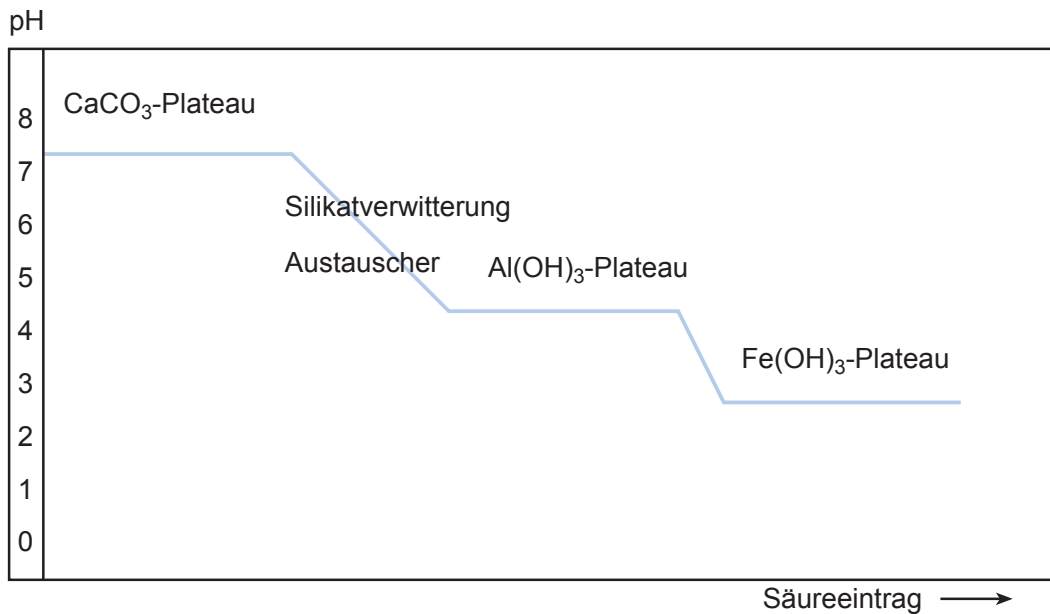 pH
8
CaCO₃-Plateau
7
6
Silikatverwitterung
5
Austauscher
Al(OH)₃-Plateau
4
3
Fe(OH)₃-Plateau
2
1
0
Säureeintrag